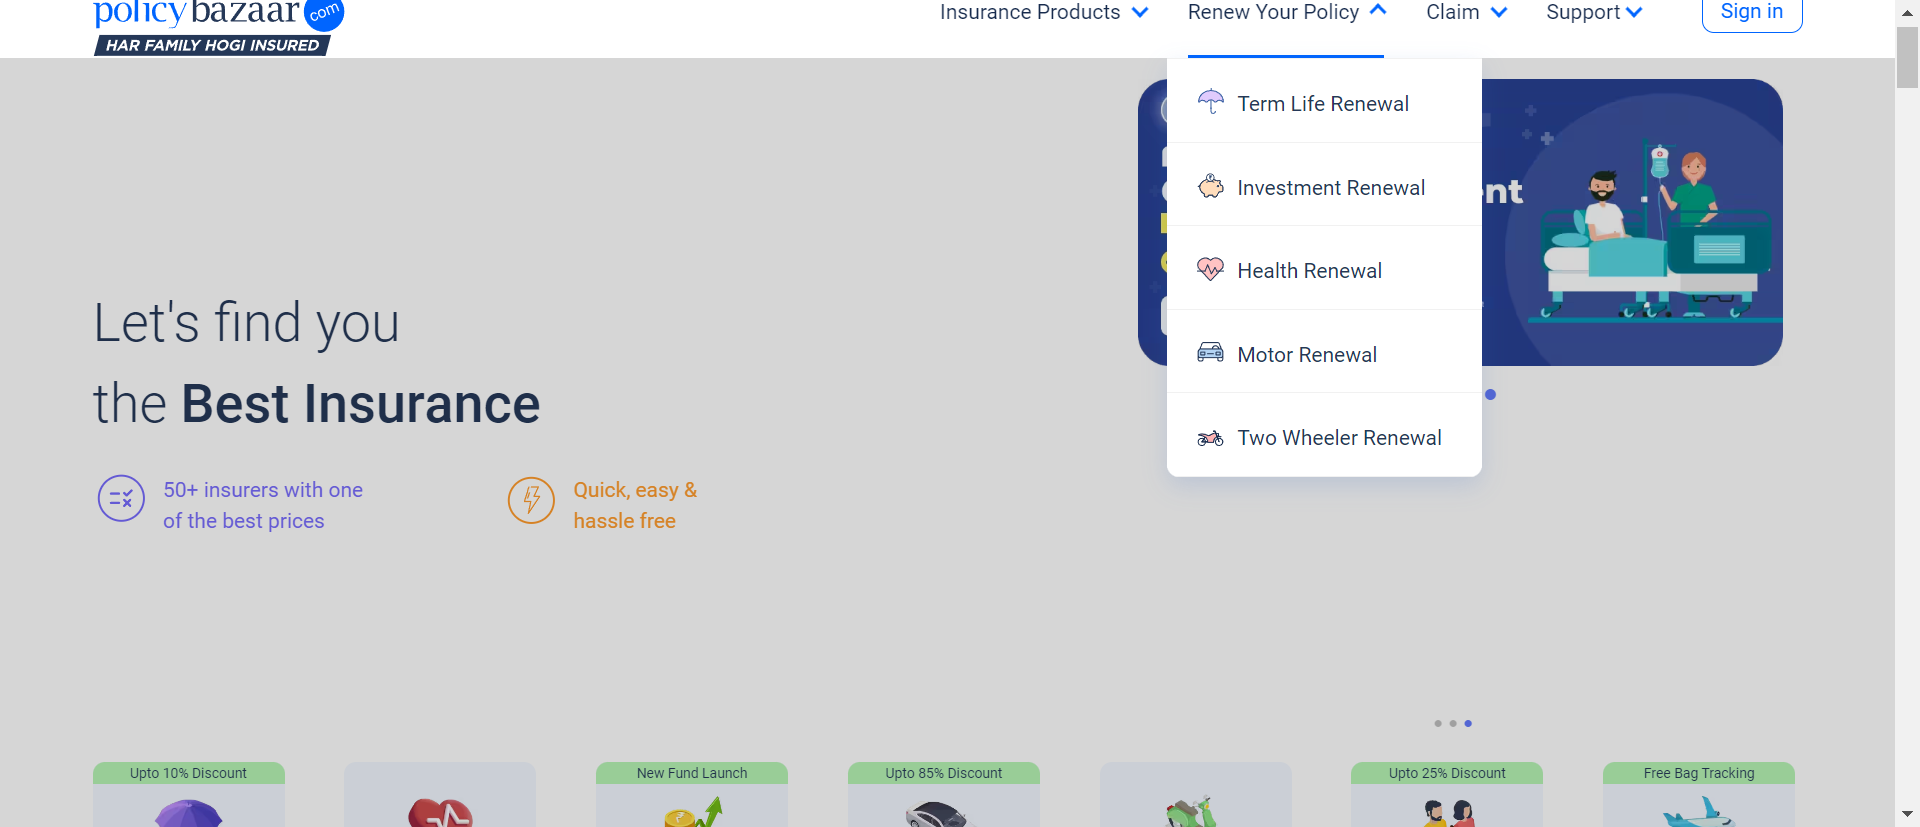 policybazaar com
HAR FAMILY HOGI INSURED
Insurance Products
Renew Your Policy
Claim
Support
Sign in
Term Life Renewal
Investment Renewal
Health Renewal
Motor Renewal
Two Wheeler Renewal
nt
Let's find you
the Best Insurance
50+ insurers with one
of the best prices
Quick, easy &
hassle free
Upto 10% Discount
New Fund Launch
Upto 85% Discount
Upto 25% Discount
Free Bag Tracking